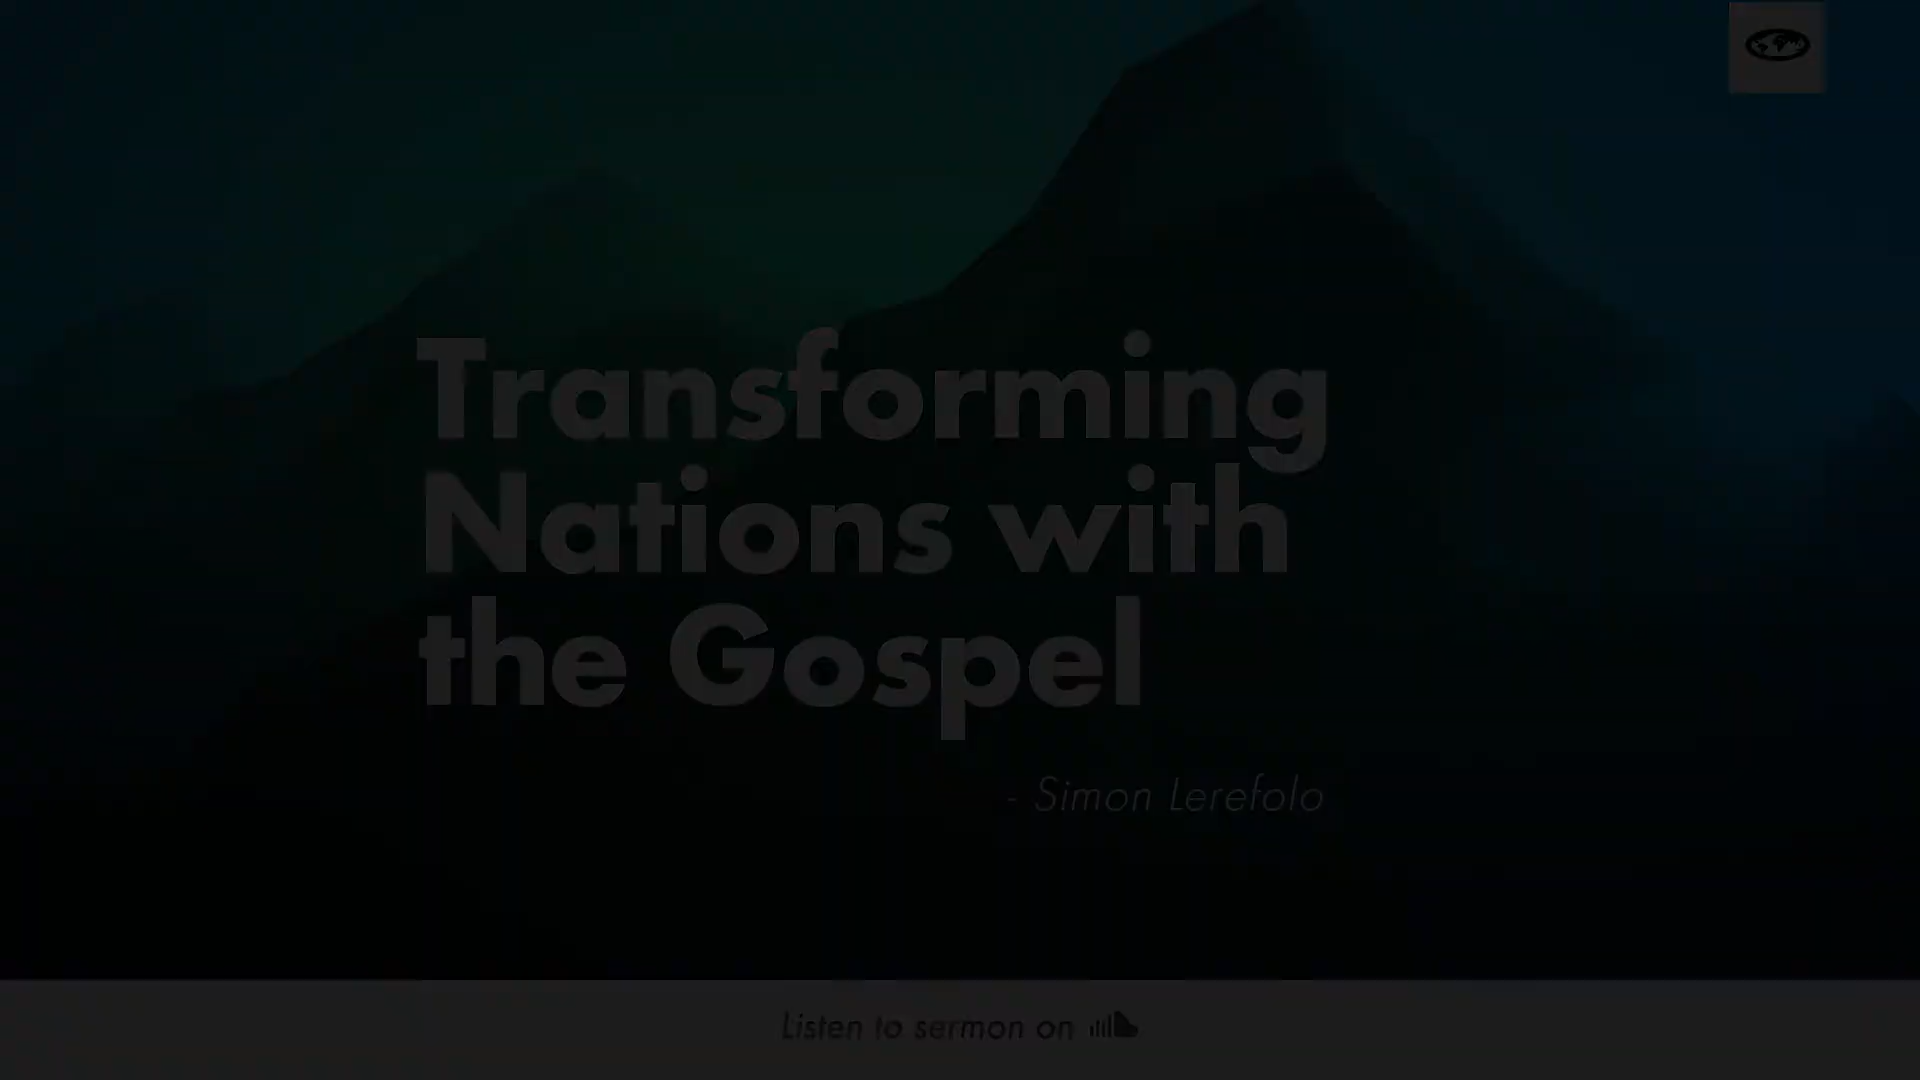 Transforming
Nations with
the Gospel
- Simon Lerefolo
Listen to sermon on